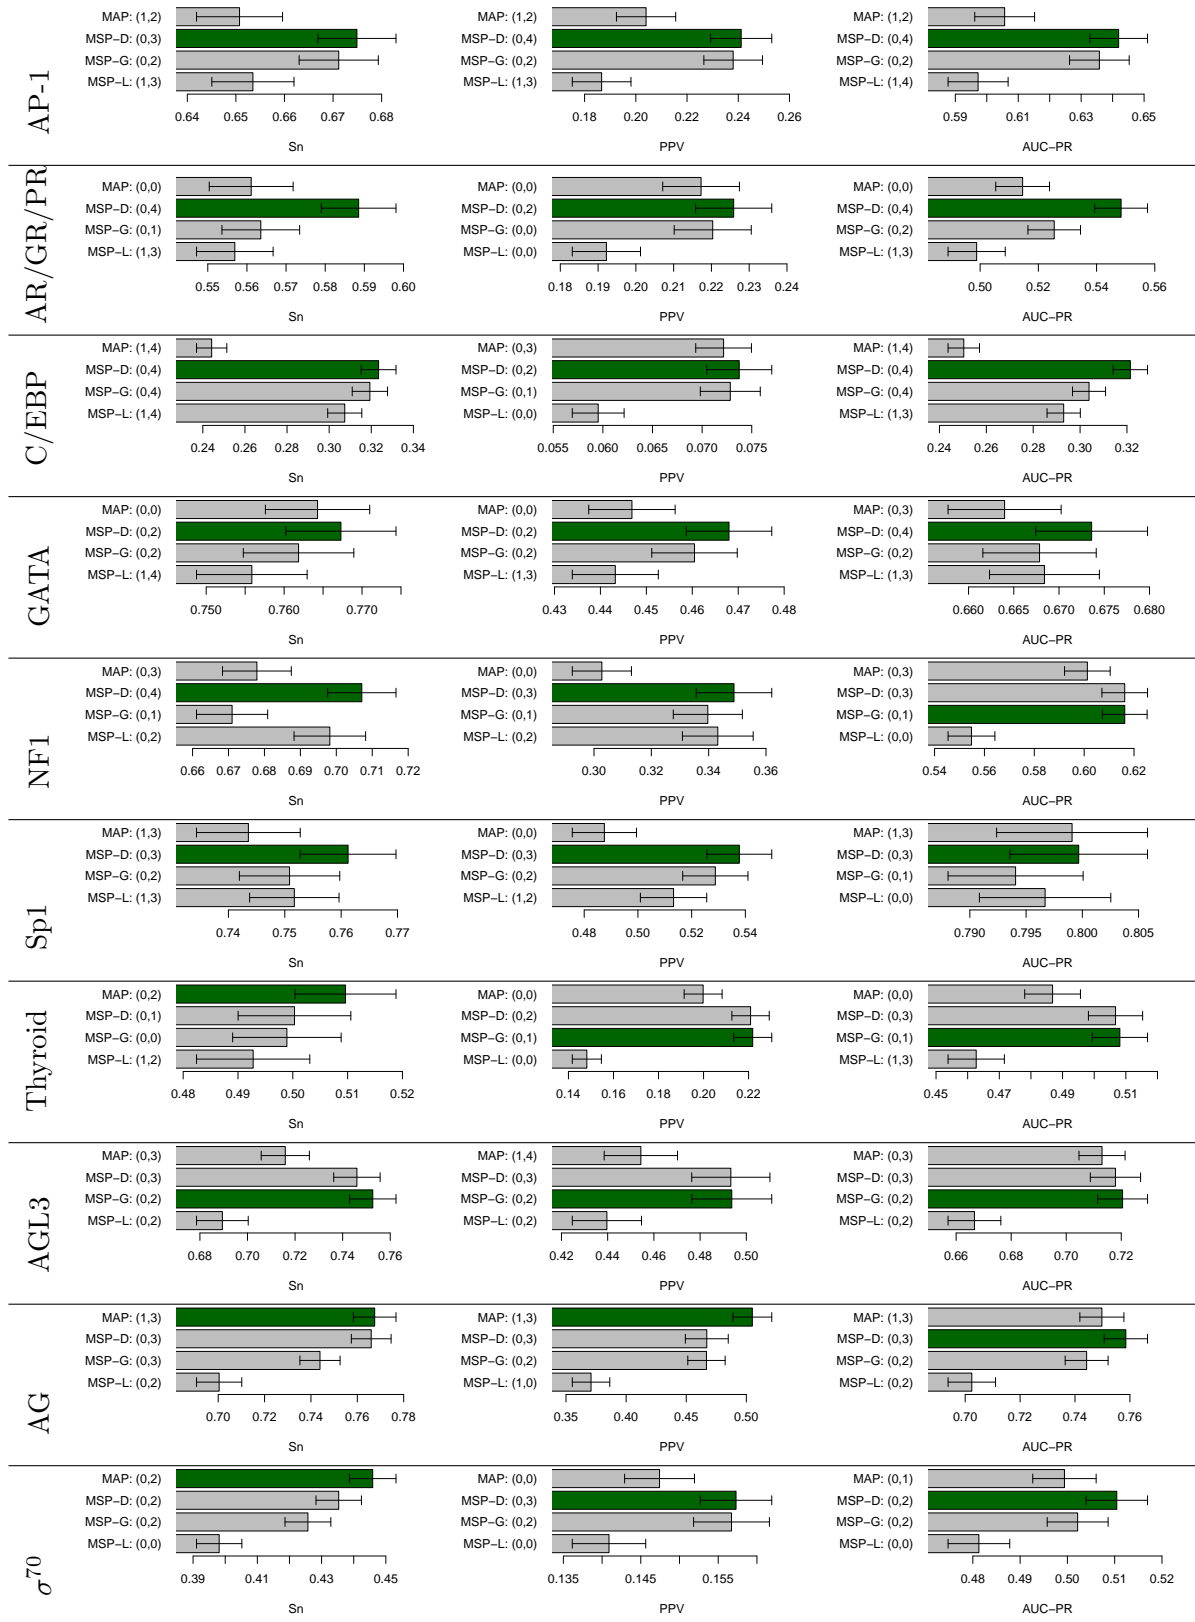 AP-1
MAP: (1,2)
MSP-D: (0,3)
MSP-G: (0,2)
MSP-L: (1,3)
0.64 0.65 0.66 0.67 0.68
Sn
MAP: (1,2)
MSP-D: (0,4)
MSP-G: (0,2)
MSP-L: (1,3)
0.18 0.20 0.22 0.24 0.26
PPV
MAP: (1,2)
MSP-D: (0,4)
MSP-G: (0,2)
MSP-L: (1,4)
0.59 0.61 0.63 0.65
AUC-PR
AR/GR/PR
MAP: (0,0)
MSP-D: (0,4)
MSP-G: (0,1)
MSP-L: (1,3)
0.55 0.56 0.57 0.58 0.59 0.60
Sn
MAP: (0,0)
MSP-D: (0,2)
MSP-G: (0,0)
MSP-L: (0,0)
0.18 0.19 0.20 0.21 0.22 0.23 0.24
PPV
MAP: (0,0)
MSP-D: (0,4)
MSP-G: (0,2)
MSP-L: (1,3)
0.50 0.52 0.54 0.56
AUC-PR
C/EBP
MAP: (1,4)
MSP-D: (0,4)
MSP-G: (0,4)
MSP-L: (1,4)
0.24 0.26 0.28 0.30 0.32 0.34
Sn
MAP: (0,3)
MSP-D: (0,2)
MSP-G: (0,1)
MSP-L: (0,0)
0.055 0.060 0.065 0.070 0.075
PPV
MAP: (1,4)
MSP-D: (0,4)
MSP-G: (0,4)
MSP-L: (1,3)
0.24 0.26 0.28 0.30 0.32
AUC-PR
GATA
MAP: (0,0)
MSP-D: (0,2)
MSP-G: (0,2)
MSP-L: (1,4)
0.750 0.760 0.770
Sn
MAP: (0,0)
MSP-D: (0,2)
MSP-G: (0,2)
MSP-L: (1,3)
0.43 0.44 0.45 0.46 0.47 0.48
PPV
MAP: (0,3)
MSP-D: (0,4)
MSP-G: (0,2)
MSP-L: (1,3)
0.660 0.665 0.670 0.675 0.680
AUC-PR
NF1
MAP: (0,3)
MSP-D: (0,4)
MSP-G: (0,1)
MSP-L: (0,2)
0.66 0.67 0.68 0.69 0.70 0.71 0.72
Sn
MAP: (0,0)
MSP-D: (0,3)
MSP-G: (0,1)
MSP-L: (0,2)
0.30 0.32 0.34 0.36
PPV
MAP: (0,3)
MSP-D: (0,3)
MSP-G: (0,1)
MSP-L: (0,0)
0.54 0.56 0.58 0.60 0.62
AUC-PR
Sp1
MAP: (1,3)
MSP-D: (0,3)
MSP-G: (0,2)
MSP-L: (1,3)
0.74 0.75 0.76 0.77
Sn
MAP: (0,0)
MSP-D: (0,3)
MSP-G: (0,2)
MSP-L: (1,2)
0.48 0.50 0.52 0.54
PPV
MAP: (1,3)
MSP-D: (0,3)
MSP-G: (0,1)
MSP-L: (0,0)
0.790 0.795 0.800 0.805
AUC-PR
Thyroid
MAP: (0,2)
MSP-D: (0,1)
MSP-G: (0,0)
MSP-L: (1,2)
0.48 0.49 0.50 0.51 0.52
Sn
MAP: (0,0)
MSP-D: (0,2)
MSP-G: (0,1)
MSP-L: (0,0)
0.14 0.16 0.18 0.20 0.22
PPV
MAP: (0,0)
MSP-D: (0,3)
MSP-G: (0,1)
MSP-L: (1,3)
0.45 0.47 0.49 0.51
AUC-PR
AGL3
MAP: (0,3)
MSP-D: (0,3)
MSP-G: (0,2)
MSP-L: (0,2)
0.68 0.70 0.72 0.74 0.76
Sn
MAP: (1,4)
MSP-D: (0,3)
MSP-G: (0,2)
MSP-L: (0,2)
0.42 0.44 0.46 0.48 0.50
PPV
MAP: (0,3)
MSP-D: (0,3)
MSP-G: (0,2)
MSP-L: (0,2)
0.66 0.68 0.70 0.72
AUC-PR
AG
MAP: (1,3)
MSP-D: (0,3)
MSP-G: (0,3)
MSP-L: (0,2)
0.70 0.72 0.74 0.76 0.78
Sn
MAP: (1,3)
MSP-D: (0,3)
MSP-G: (0,2)
MSP-L: (1,0)
0.35 0.40 0.45 0.50
PPV
MAP: (1,3)
MSP-D: (0,3)
MSP-G: (0,2)
MSP-L: (0,2)
0.70 0.72 0.74 0.76
AUC-PR
σ⁷⁰
MAP: (0,2)
MSP-D: (0,2)
MSP-G: (0,2)
MSP-L: (0,0)
0.39 0.41 0.43 0.45
Sn
MAP: (0,0)
MSP-D: (0,3)
MSP-G: (0,2)
MSP-L: (0,0)
0.135 0.145 0.155
PPV
MAP: (0,1)
MSP-D: (0,2)
MSP-G: (0,2)
MSP-L: (0,0)
0.48 0.49 0.50 0.51 0.52
AUC-PR